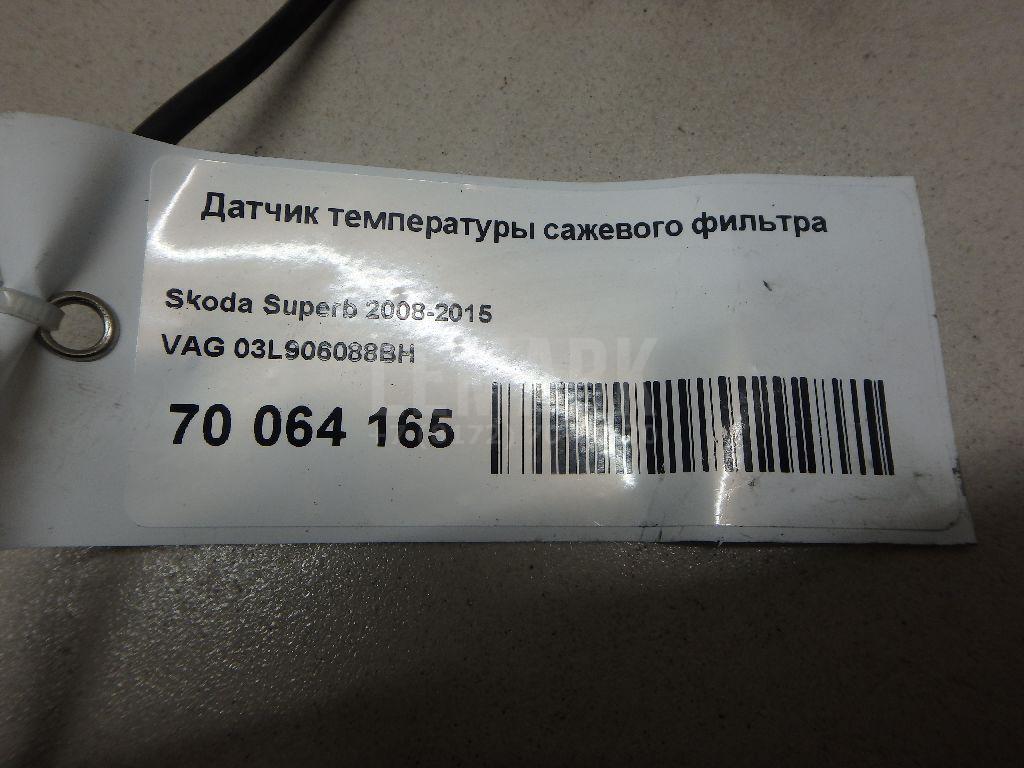 Датчик температуры сажевого фильтра
Skoda Superb 2008-2015
VAG 03L906088BH
70 064 165